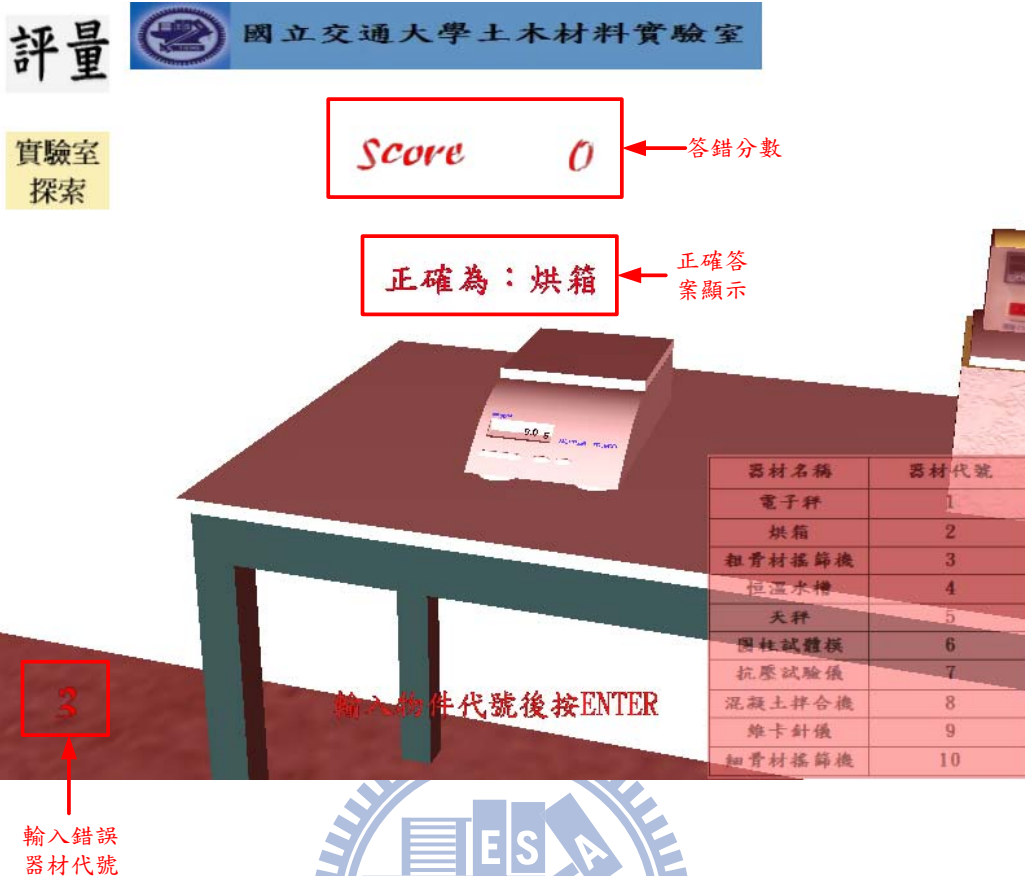 評量
國立交通大學土木材料實驗室
實驗室
探索
Score 0
答錯分數
正確為：烘箱
正確答
案顯示
0.0 g
器材名稱 器材代號
電子秤 1
烘箱 2
粗骨材搖篩機 3
恒溫水槽 4
天秤 5
圓柱試體模 6
抗壓試驗儀 7
混凝土拌合機 8
維卡針儀 9
細骨材搖篩機 10
3
輸入物件代號後按ENTER
輸入錯誤
器材代號
E S A